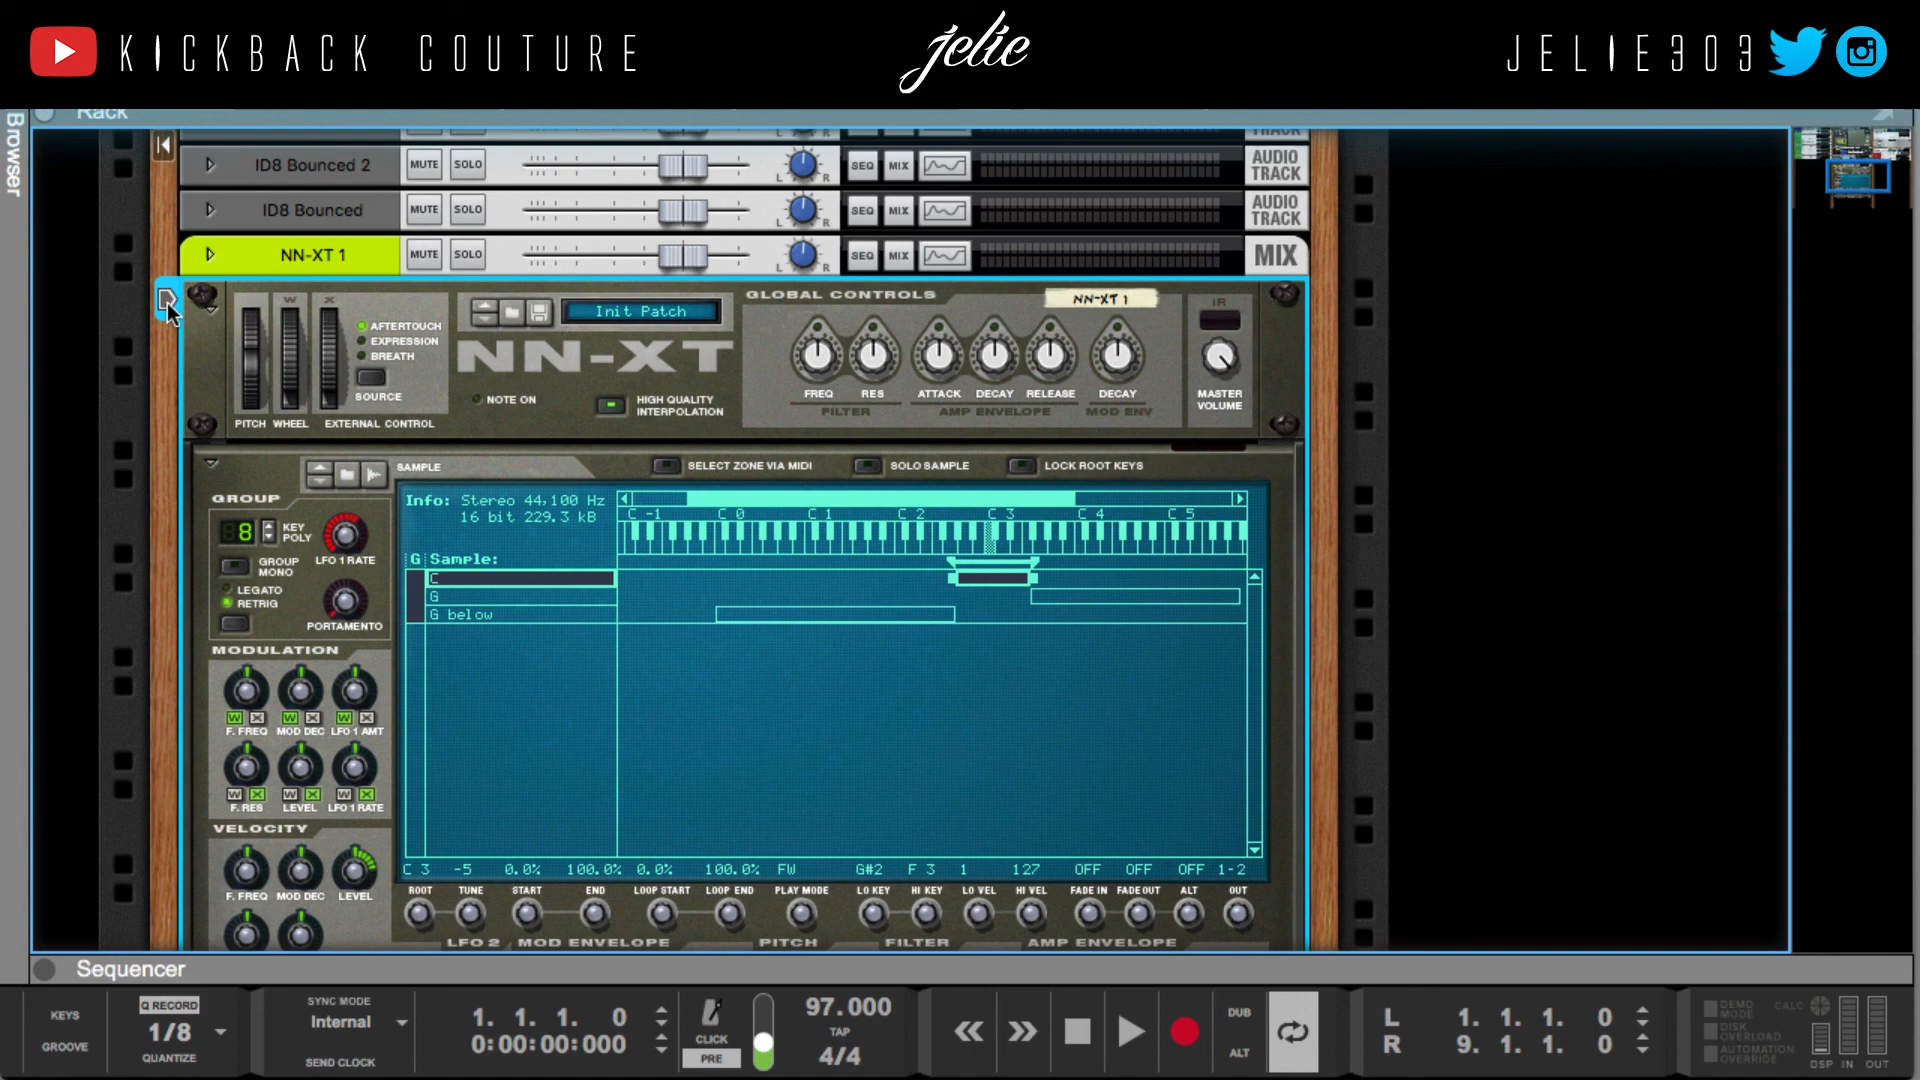 KICKBACK COUTURE
jelie
JELIE303
Browser
Rack
TRACK
TRACK
ID8 Bounced 2
MUTE SOLO
L R
SEQ MIX
AUDIO TRACK
ID8 Bounced
MUTE SOLO
L R
SEQ MIX
AUDIO TRACK
NN-XT 1
MUTE SOLO
L R
SEQ MIX
MIX
W X
AFTERTOUCH
EXPRESSION
BREATH
SOURCE
PITCH WHEEL EXTERNAL CONTROL
Init Patch
NN-XT
NOTE ON
HIGH QUALITY INTERPOLATION
GLOBAL CONTROLS
NN-XT 1
FREQ RES ATTACK DECAY RELEASE DECAY
FILTER AMP ENVELOPE MOD ENV
IR
MASTER VOLUME
SAMPLE
SELECT ZONE VIA MIDI
SOLO SAMPLE
LOCK ROOT KEYS
GROUP
8
KEY POLY
LFO 1 RATE
GROUP MONO
LEGATO
RETRIG
PORTAMENTO
Info: Stereo 44,100 Hz
16 bit 229.3 kB
C -1 C 0 C 1 C 2 C 3 C 4 C 5
G Sample:
C
G
G below
MODULATION
W X W X W X
F. FREQ MOD DEC LFO 1 AMT
W X W X W X
F. RES LEVEL LFO 1 RATE
VELOCITY
F. FREQ MOD DEC LEVEL
C 3 -5 0.0% 100.0% 0.0% 100.0% FW G#2 F 3 1 127 OFF OFF OFF 1-2
ROOT TUNE START END LOOP START LOOP END PLAY MODE LO KEY HI KEY LO VEL HI VEL FADE IN FADE OUT ALT OUT
LFO 2 MOD ENVELOPE PITCH FILTER AMP ENVELOPE
Sequencer
KEYS
GROOVE
Q RECORD
1/8
QUANTIZE
SYNC MODE
Internal
SEND CLOCK
1. 1. 1. 0
0:00:00:000
CLICK
PRE
97.000
TAP
4/4
DUB
ALT
L 1. 1. 1. 0
R 9. 1. 1. 0
DEMO MODE
DISK OVERLOAD
AUTOMATION OVERRIDE
CALC
DSP IN OUT